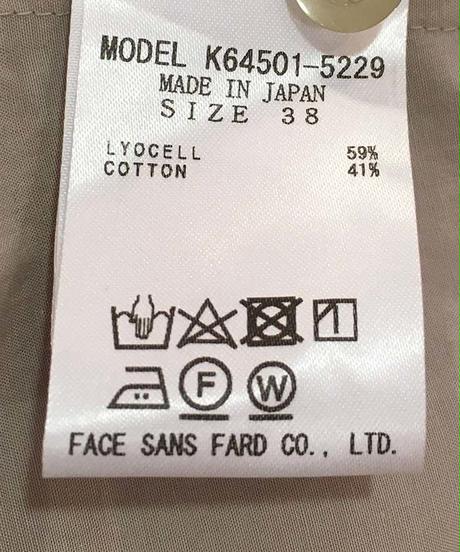 MODEL K64501-5229
MADE IN JAPAN
SIZE 38
LYOCELL 59%
COTTON 41%
F W
FACE SANS FARD CO., LTD.